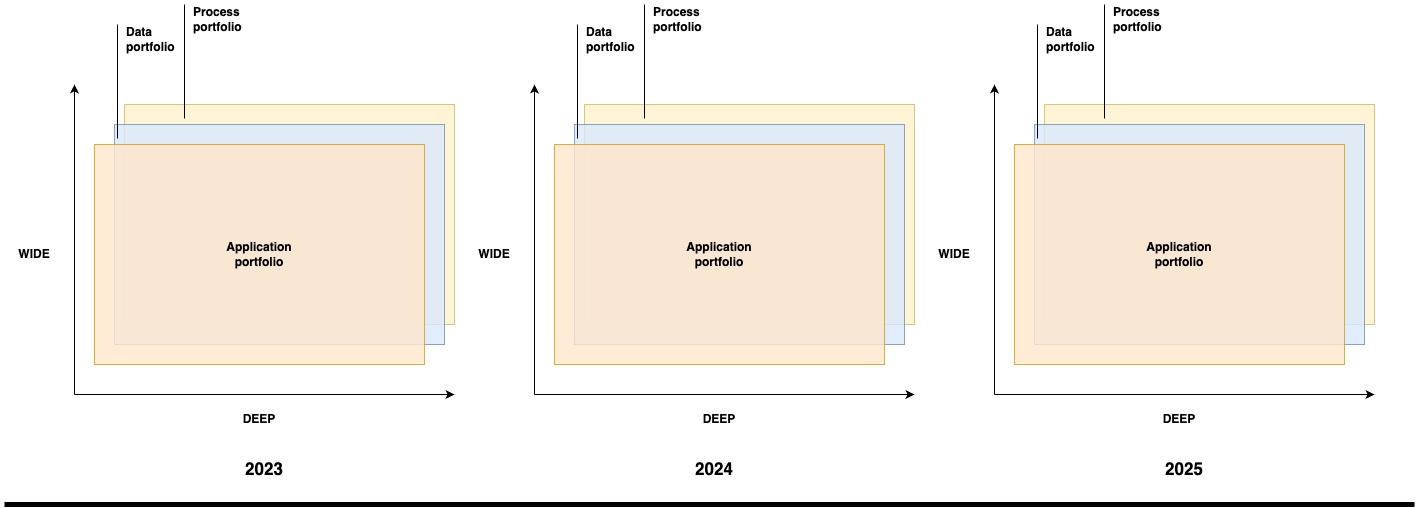 Process
portfolio
Data
portfolio
WIDE
Application
portfolio
DEEP
2023
Process
portfolio
Data
portfolio
WIDE
Application
portfolio
DEEP
2024
Process
portfolio
Data
portfolio
WIDE
Application
portfolio
DEEP
2025